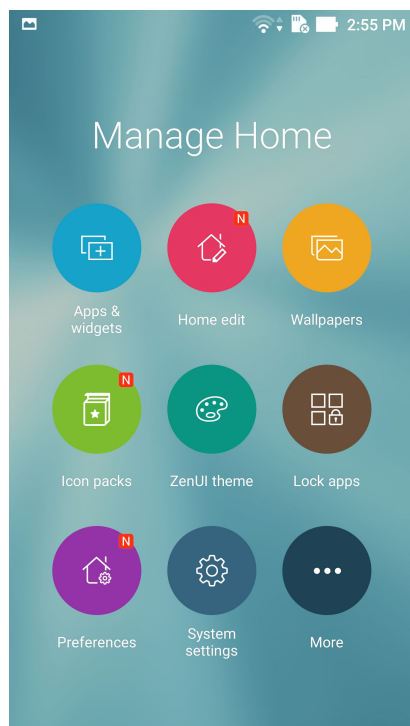 2:55 PM
Manage Home
N
Apps &
widgets
Home edit
Wallpapers
N
Icon packs
ZenUI theme
Lock apps
N
Preferences
System
settings
More